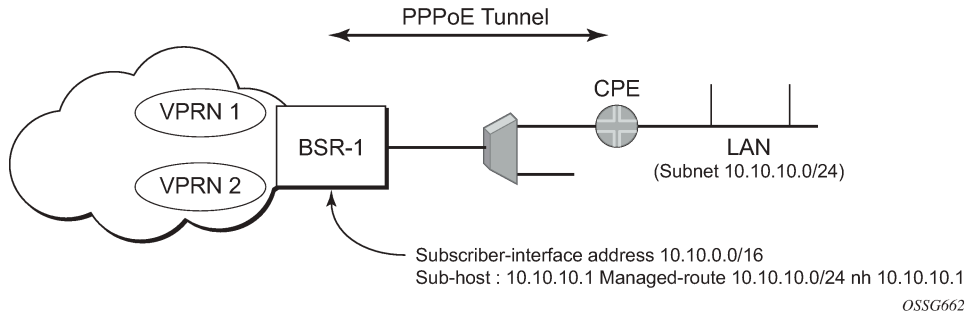 PPPoE Tunnel
VPRN 1
VPRN 2
BSR-1
CPE
LAN
(Subnet 10.10.10.0/24)
Subscriber-interface address 10.10.0.0/16
Sub-host : 10.10.10.1 Managed-route 10.10.10.0/24 nh 10.10.10.1
OSSG662